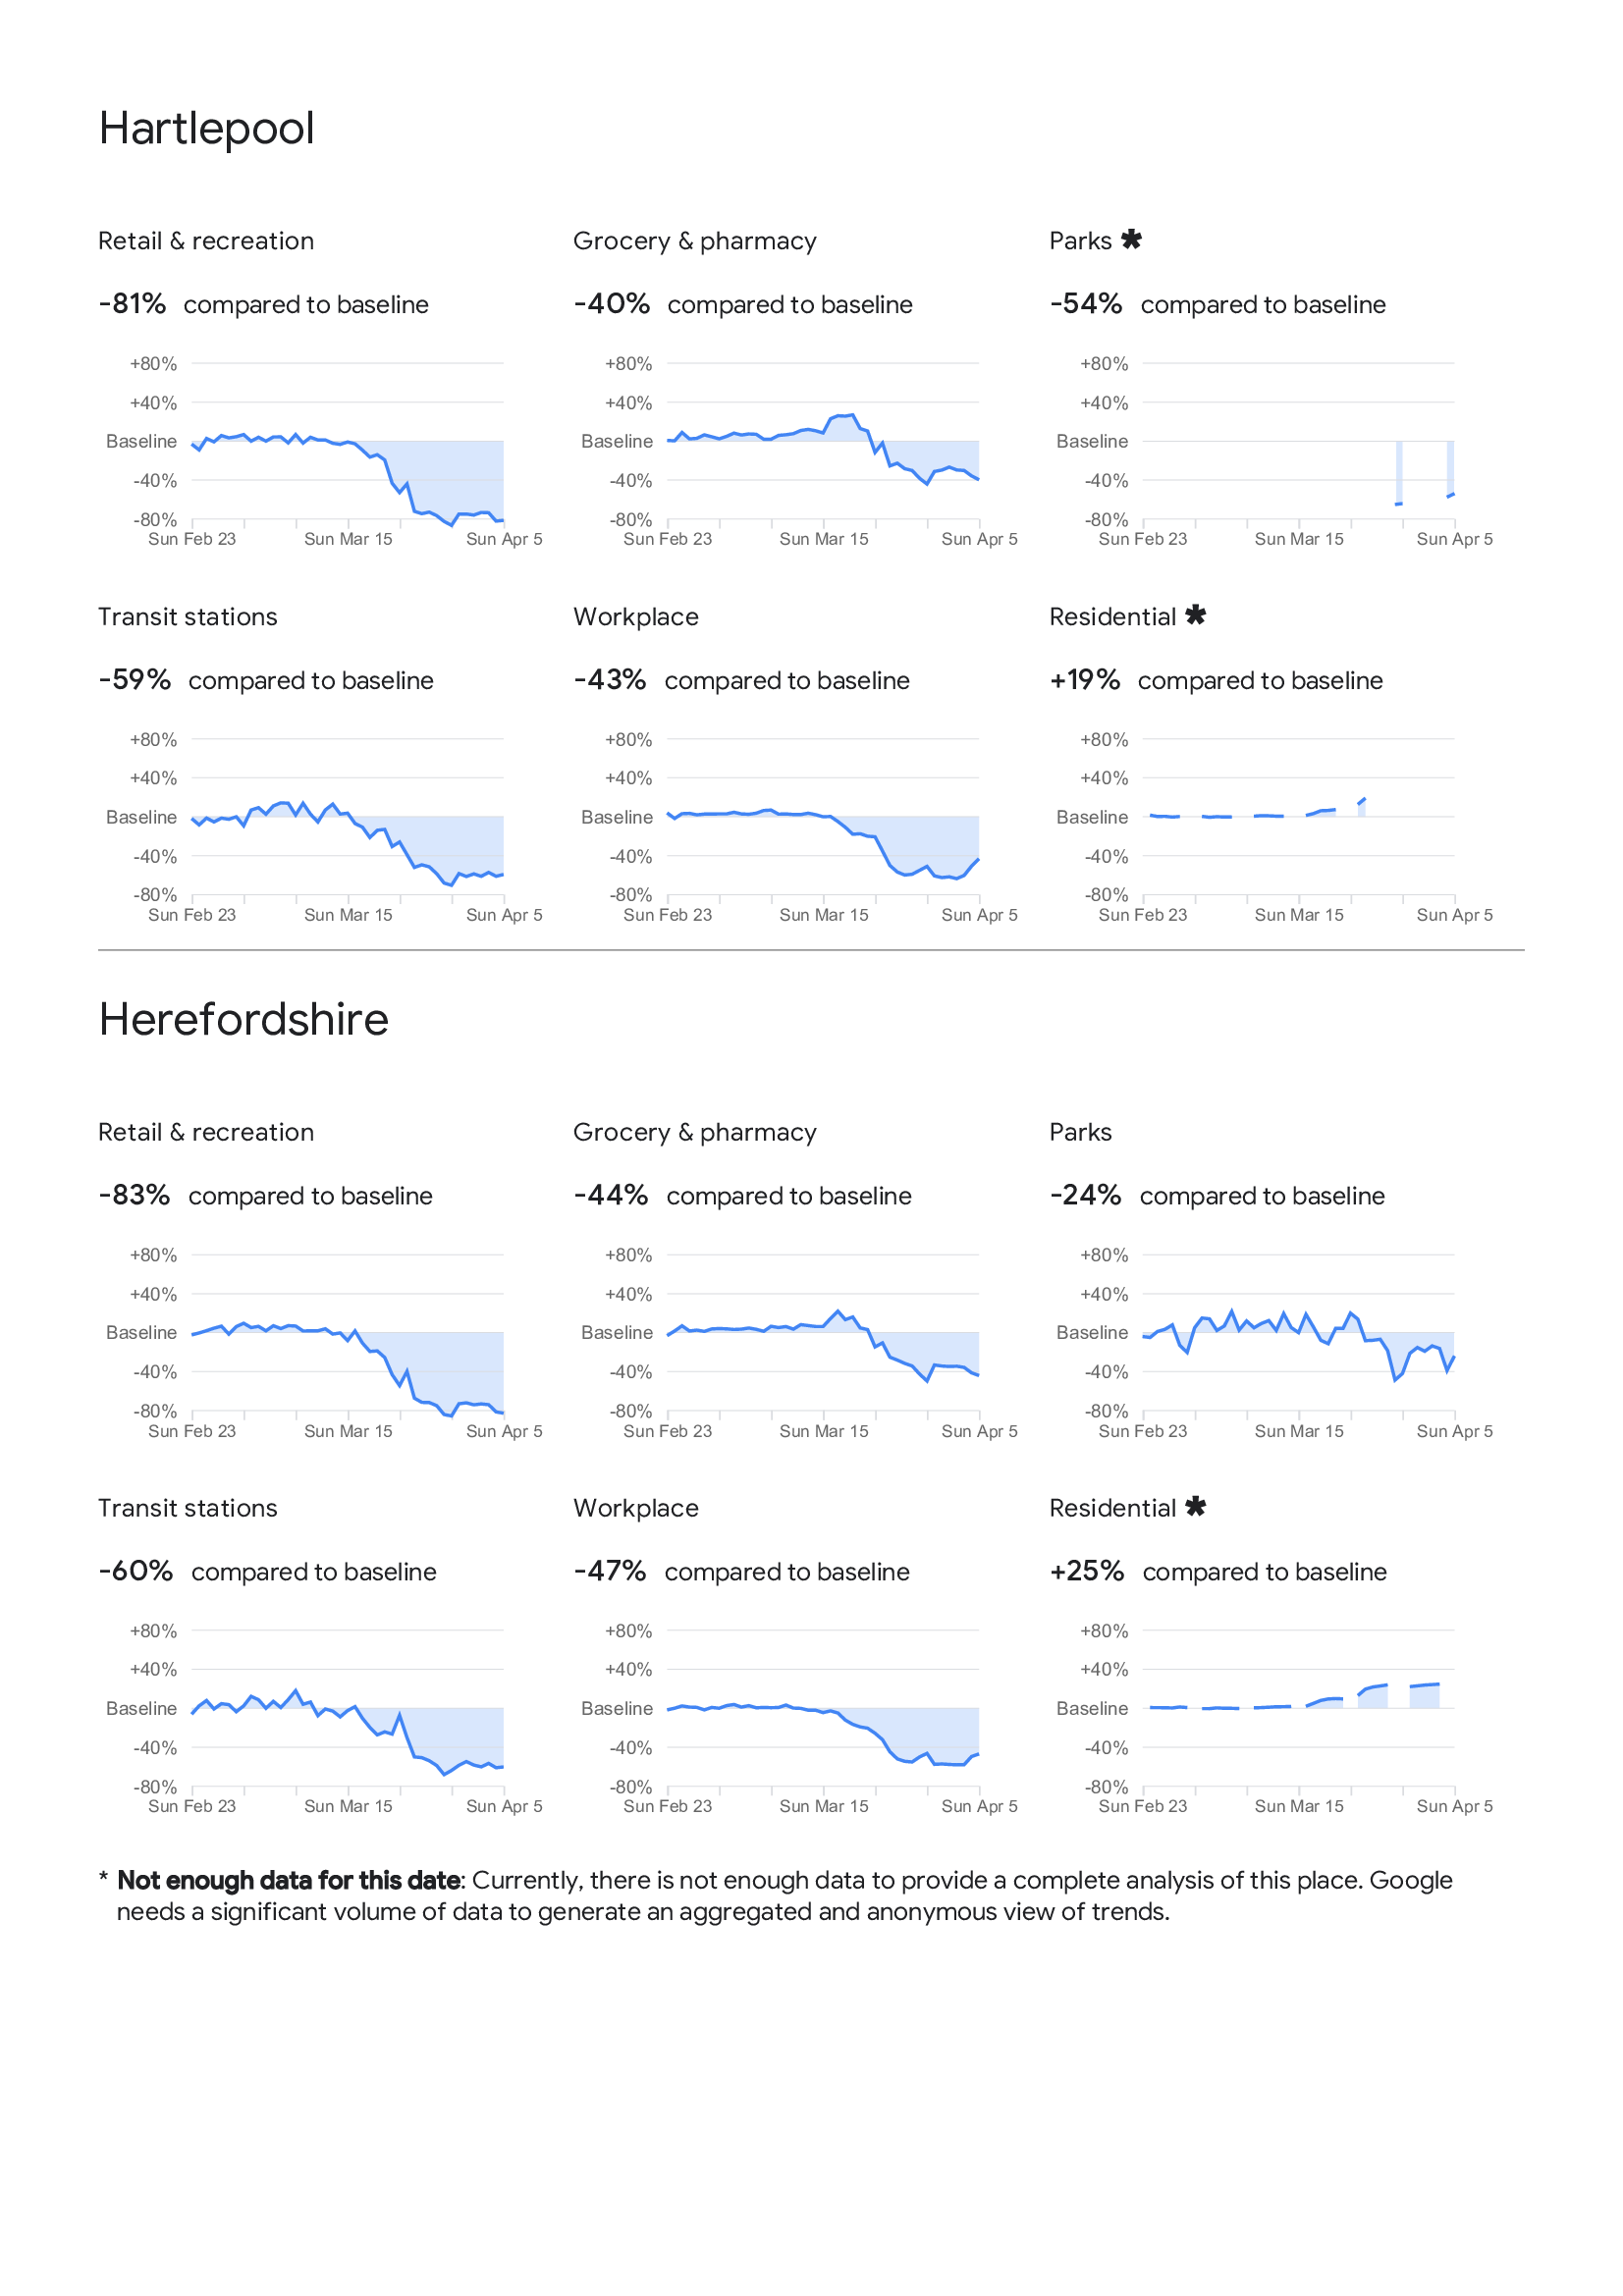 Hartlepool
Retail & recreation
Grocery & pharmacy
Parks *
-81% compared to baseline
-40% compared to baseline
-54% compared to baseline
+80%
+40%
Baseline
-40%
-80%
Sun Feb 23 Sun Mar 15 Sun Apr 5
+80%
+40%
Baseline
-40%
-80%
Sun Feb 23 Sun Mar 15 Sun Apr 5
+80%
+40%
Baseline
-40%
-80%
Sun Feb 23 Sun Mar 15 Sun Apr 5
Transit stations
Workplace
Residential *
-59% compared to baseline
-43% compared to baseline
+19% compared to baseline
+80%
+40%
Baseline
-40%
-80%
Sun Feb 23 Sun Mar 15 Sun Apr 5
+80%
+40%
Baseline
-40%
-80%
Sun Feb 23 Sun Mar 15 Sun Apr 5
+80%
+40%
Baseline
-40%
-80%
Sun Feb 23 Sun Mar 15 Sun Apr 5
Herefordshire
Retail & recreation
Grocery & pharmacy
Parks
-83% compared to baseline
-44% compared to baseline
-24% compared to baseline
+80%
+40%
Baseline
-40%
-80%
Sun Feb 23 Sun Mar 15 Sun Apr 5
+80%
+40%
Baseline
-40%
-80%
Sun Feb 23 Sun Mar 15 Sun Apr 5
+80%
+40%
Baseline
-40%
-80%
Sun Feb 23 Sun Mar 15 Sun Apr 5
Transit stations
Workplace
Residential *
-60% compared to baseline
-47% compared to baseline
+25% compared to baseline
+80%
+40%
Baseline
-40%
-80%
Sun Feb 23 Sun Mar 15 Sun Apr 5
+80%
+40%
Baseline
-40%
-80%
Sun Feb 23 Sun Mar 15 Sun Apr 5
+80%
+40%
Baseline
-40%
-80%
Sun Feb 23 Sun Mar 15 Sun Apr 5
* Not enough data for this date: Currently, there is not enough data to provide a complete analysis of this place. Google
needs a significant volume of data to generate an aggregated and anonymous view of trends.